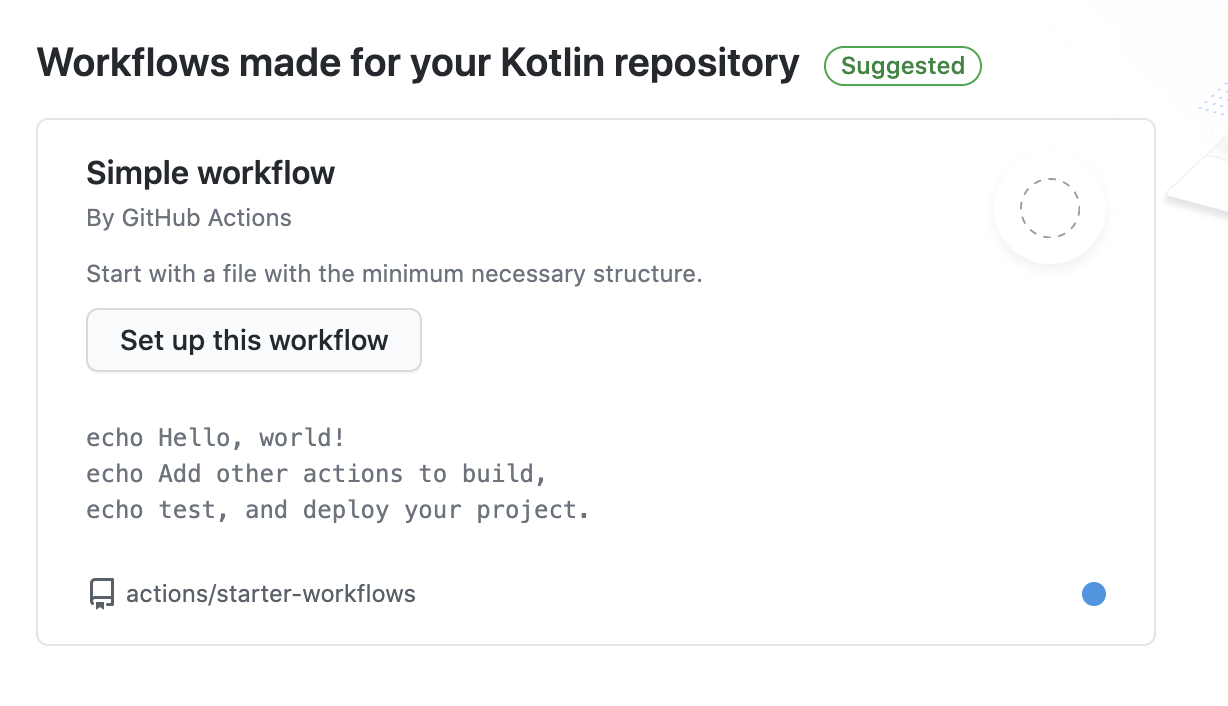 Workflows made for your Kotlin repository Suggested
Simple workflow
By GitHub Actions
Start with a file with the minimum necessary structure.
Set up this workflow
echo Hello, world!
echo Add other actions to build,
echo test, and deploy your project.
actions/starter-workflows